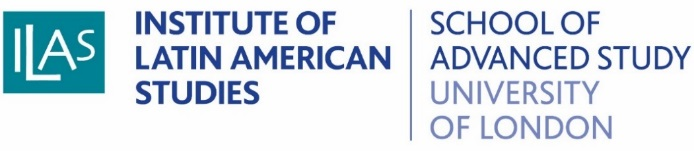 ILAS
INSTITUTE OF
LATIN AMERICAN
STUDIES
SCHOOL OF
ADVANCED STUDY
UNIVERSITY
OF LONDON